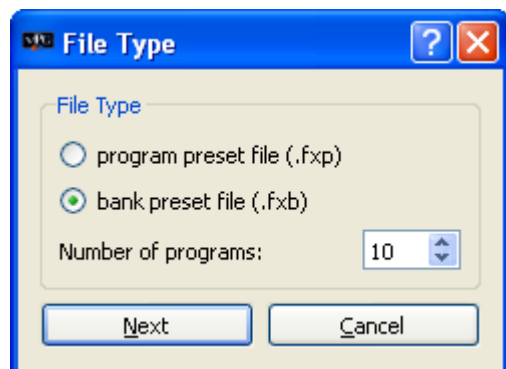 File Type
File Type
program preset file (.fxp)
bank preset file (.fxb)
Number of programs: 10
Next Cancel